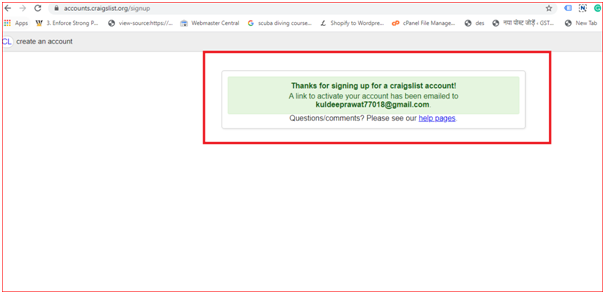 accounts.craigslist.org/signup
Apps 3. Enforce Strong P... view-source:https://... Webmaster Central scuba diving course... Shopify to Wordpre... cPanel File Manage... des नया पोस्ट जोड़ें ‹ GST... New Tab
CL create an account
Thanks for signing up for a craigslist account!
A link to activate your account has been emailed to
kuldeeprawat77018@gmail.com.
Questions/comments? Please see our help pages.